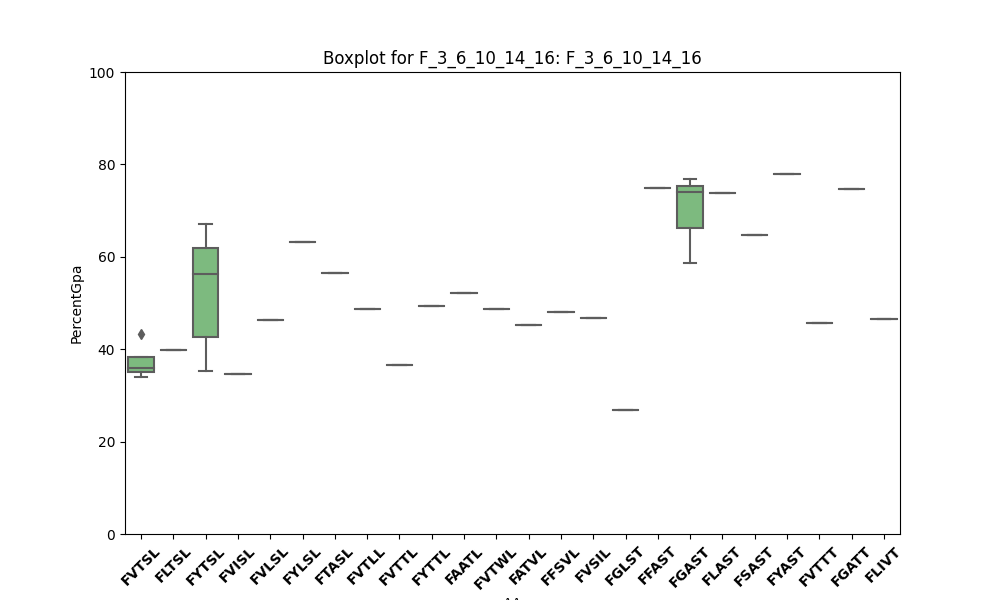 Boxplot for F_3_6_10_14_16: F_3_6_10_14_16
100
80
60
40
20
0
PercentGpa
FVTSL FLTSL FYTSL FVISL FVLSL FYLSL FTASL FVTLL FVTTL FYTTL FAATL FVTWL FATVL FFSVL FVSIL FGLST FFAST FGAST FLAST FSAST FYAST FVTTT FGATT FLIVT